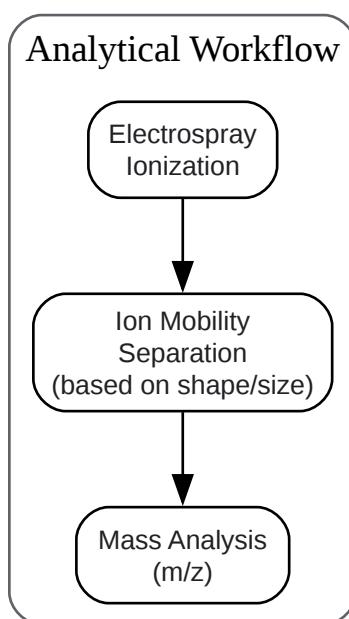 Analytical Workflow
Electrospray
Ionization
Ion Mobility
Separation
(based on shape/size)
Mass Analysis
(m/z)